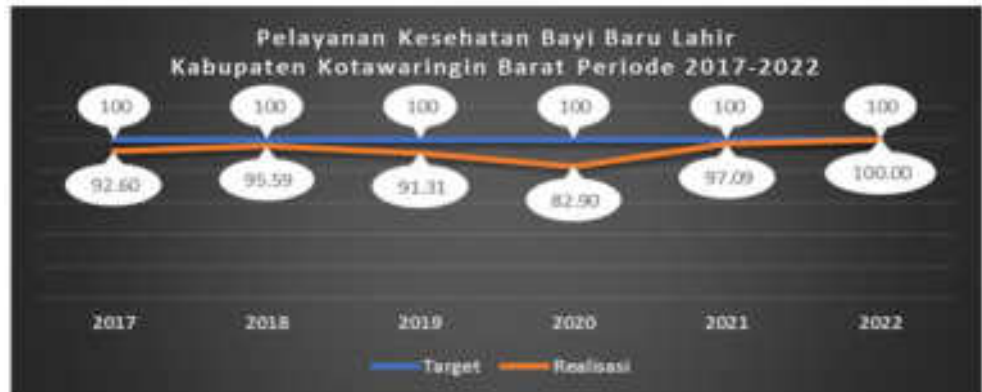 Pelayanan Kesehatan Bayi Baru Lahir
Kabupaten Kotawaringin Barat Periode 2017-2022
100 100 100 100 100 100
92.60 95.59 91.31 82.90 97.09 100.00
2017 2018 2019 2020 2021 2022
Target Realisasi